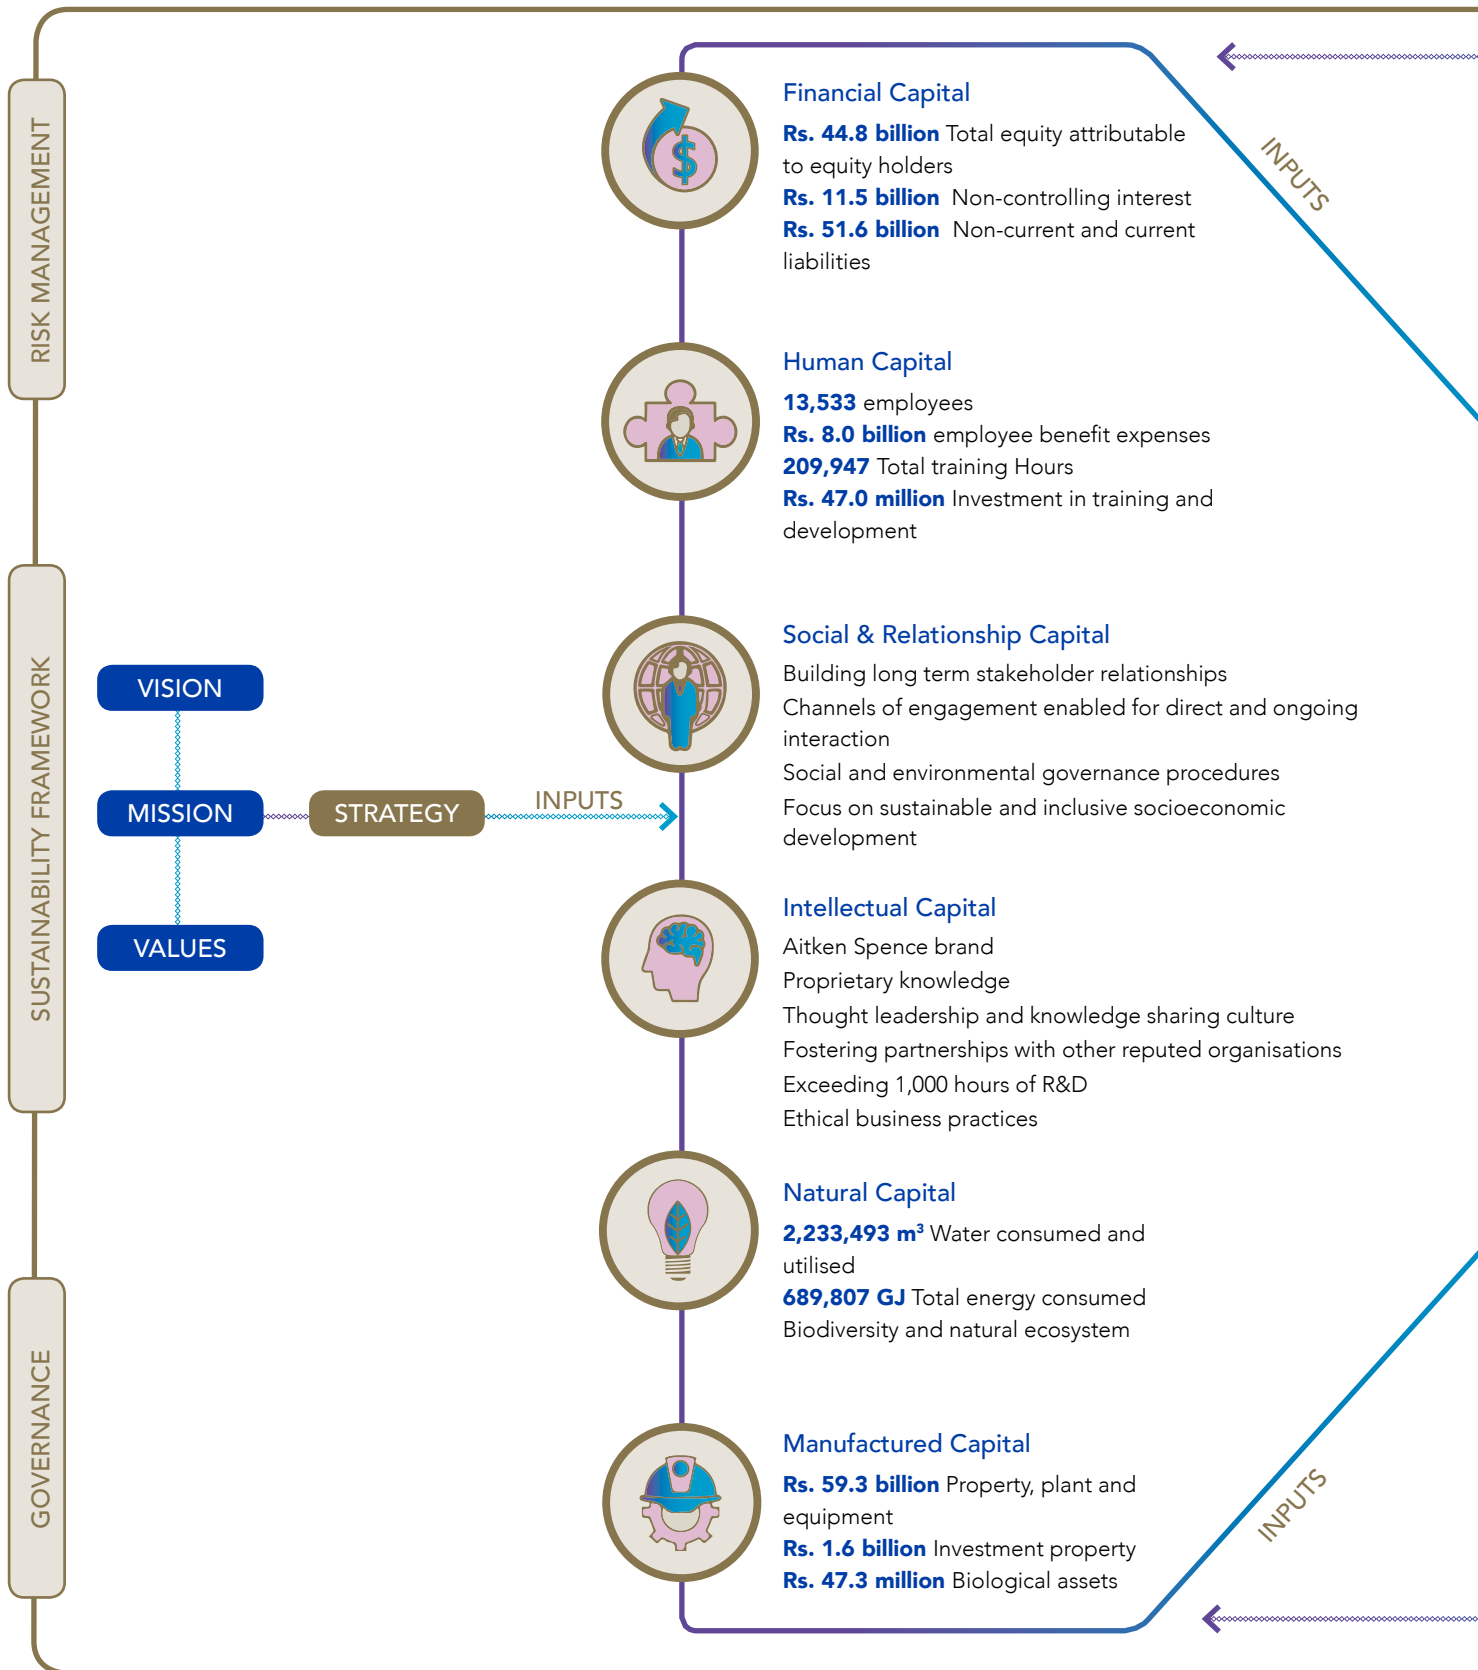 RISK MANAGEMENT
SUSTAINABILITY FRAMEWORK
GOVERNANCE
VISION
MISSION
VALUES
STRATEGY
INPUTS
Financial Capital
Rs. 44.8 billion Total equity attributable
to equity holders
Rs. 11.5 billion Non-controlling interest
Rs. 51.6 billion Non-current and current
liabilities
INPUTS
Human Capital
13,533 employees
Rs. 8.0 billion employee benefit expenses
209,947 Total training Hours
Rs. 47.0 million Investment in training and
development
Social & Relationship Capital
Building long term stakeholder relationships
Channels of engagement enabled for direct and ongoing
interaction
Social and environmental governance procedures
Focus on sustainable and inclusive socioeconomic
development
Intellectual Capital
Aitken Spence brand
Proprietary knowledge
Thought leadership and knowledge sharing culture
Fostering partnerships with other reputed organisations
Exceeding 1,000 hours of R&D
Ethical business practices
Natural Capital
2,233,493 m³ Water consumed and
utilised
689,807 GJ Total energy consumed
Biodiversity and natural ecosystem
Manufactured Capital
Rs. 59.3 billion Property, plant and
equipment
Rs. 1.6 billion Investment property
Rs. 47.3 million Biological assets
INPUTS